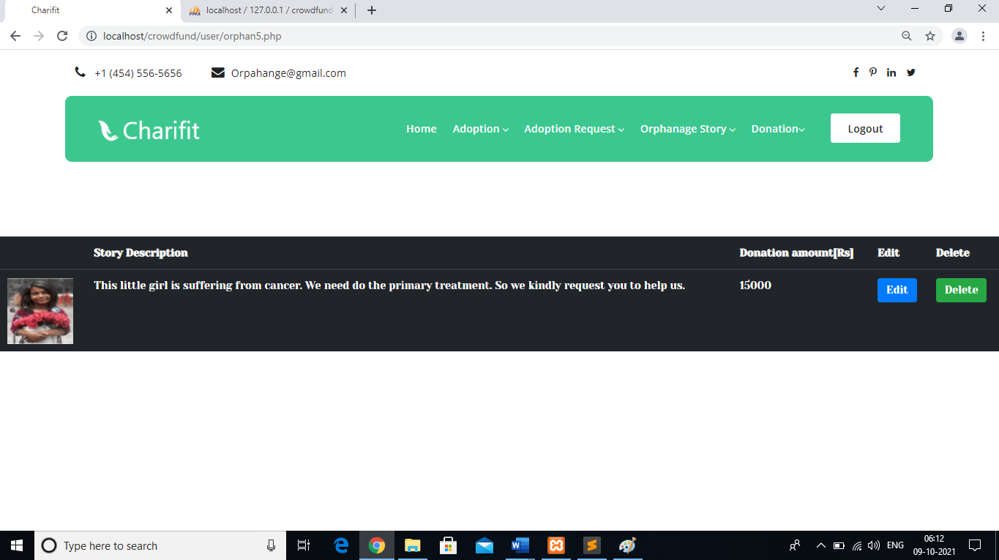 Charifit
localhost / 127.0.0.1 / crowdfund
localhost/crowdfund/user/orphan5.php
+1 (454) 556-5656 Orpahange@gmail.com
Charifit Home Adoption Adoption Request Orphanage Story Donation Logout
Story Description Donation amount[Rs] Edit Delete
This little girl is suffering from cancer. We need do the primary treatment. So we kindly request you to help us. 15000 Edit Delete
Type here to search
ENG
06:12
09-10-2021